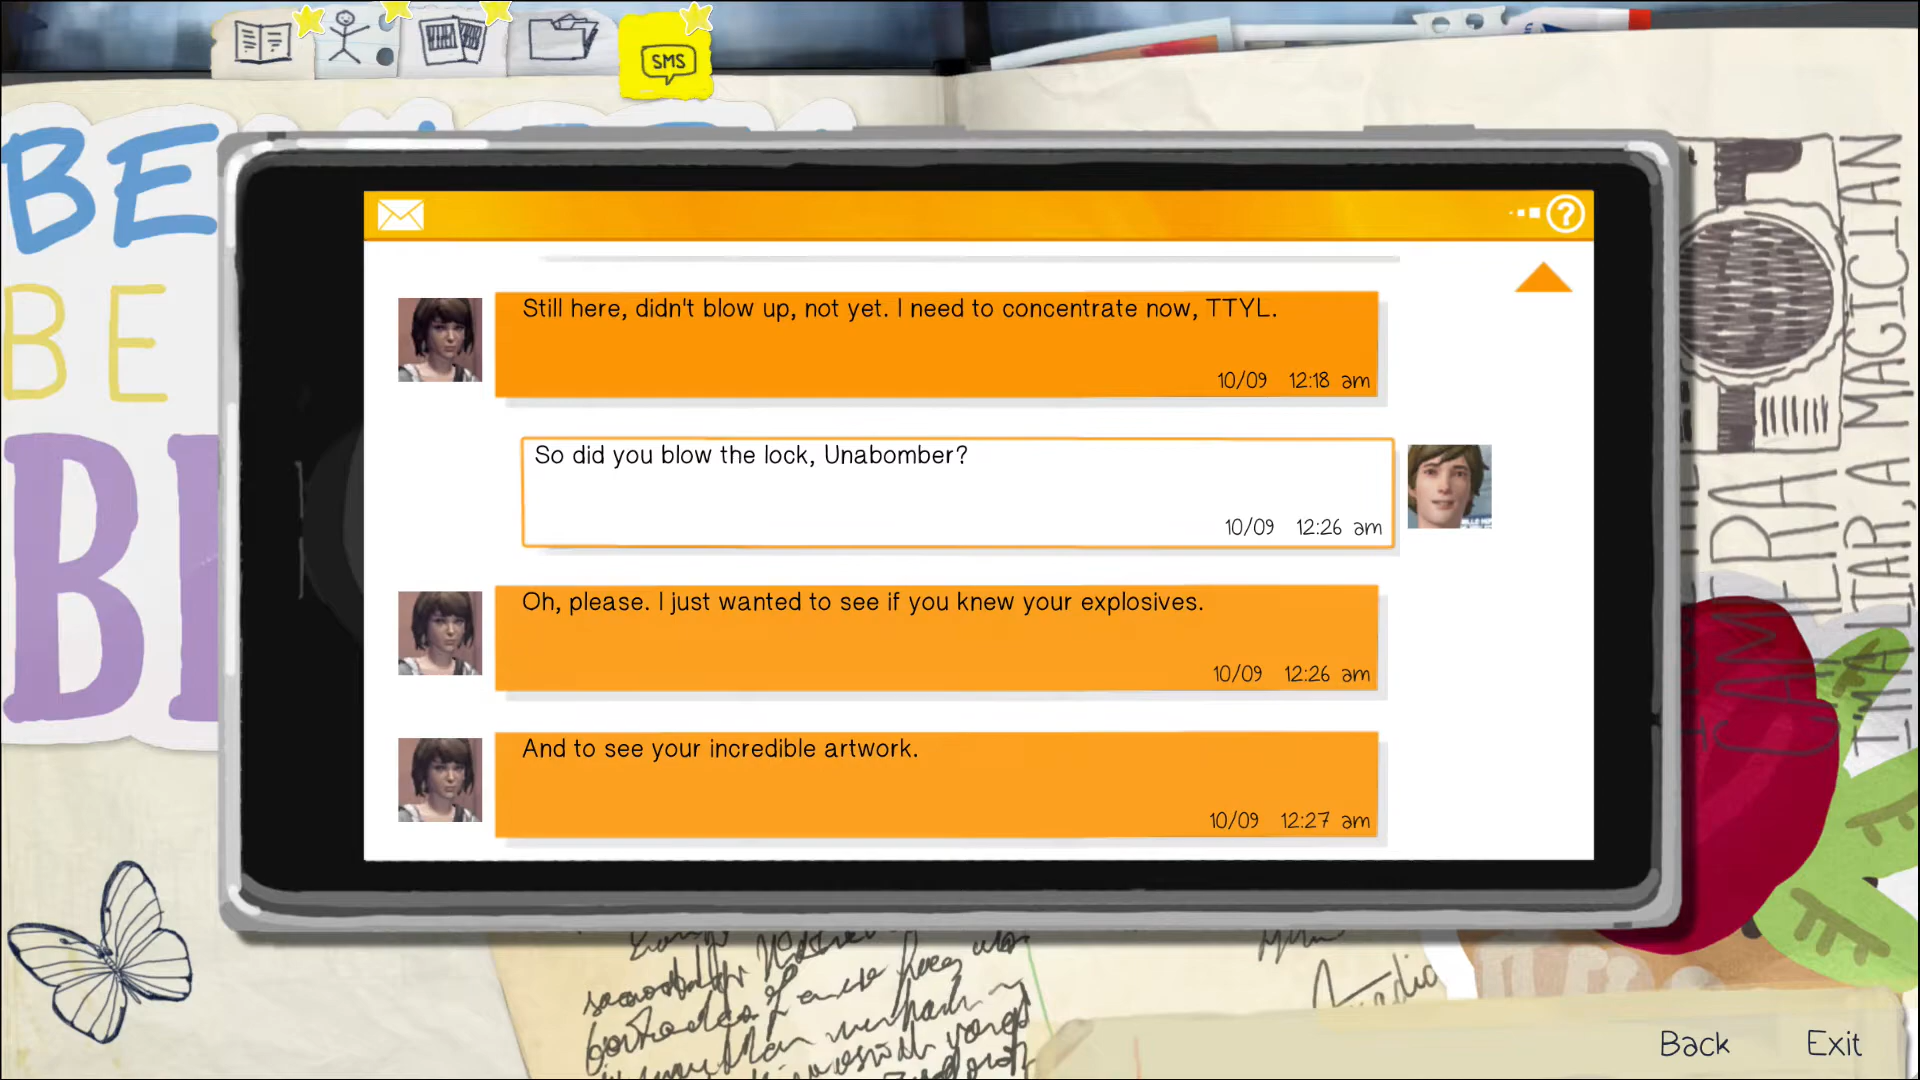 SMS
BE
BE
Still here, didn't blow up, not yet. I need to concentrate now, TTYL.
10/09 12:18 am
So did you blow the lock, Unabomber?
10/09 12:26 am
Oh, please. I just wanted to see if you knew your explosives.
10/09 12:26 am
And to see your incredible artwork.
10/09 12:27 am
CAMERA
I'M A LIAR, A MAGICIAN
Back
Exit